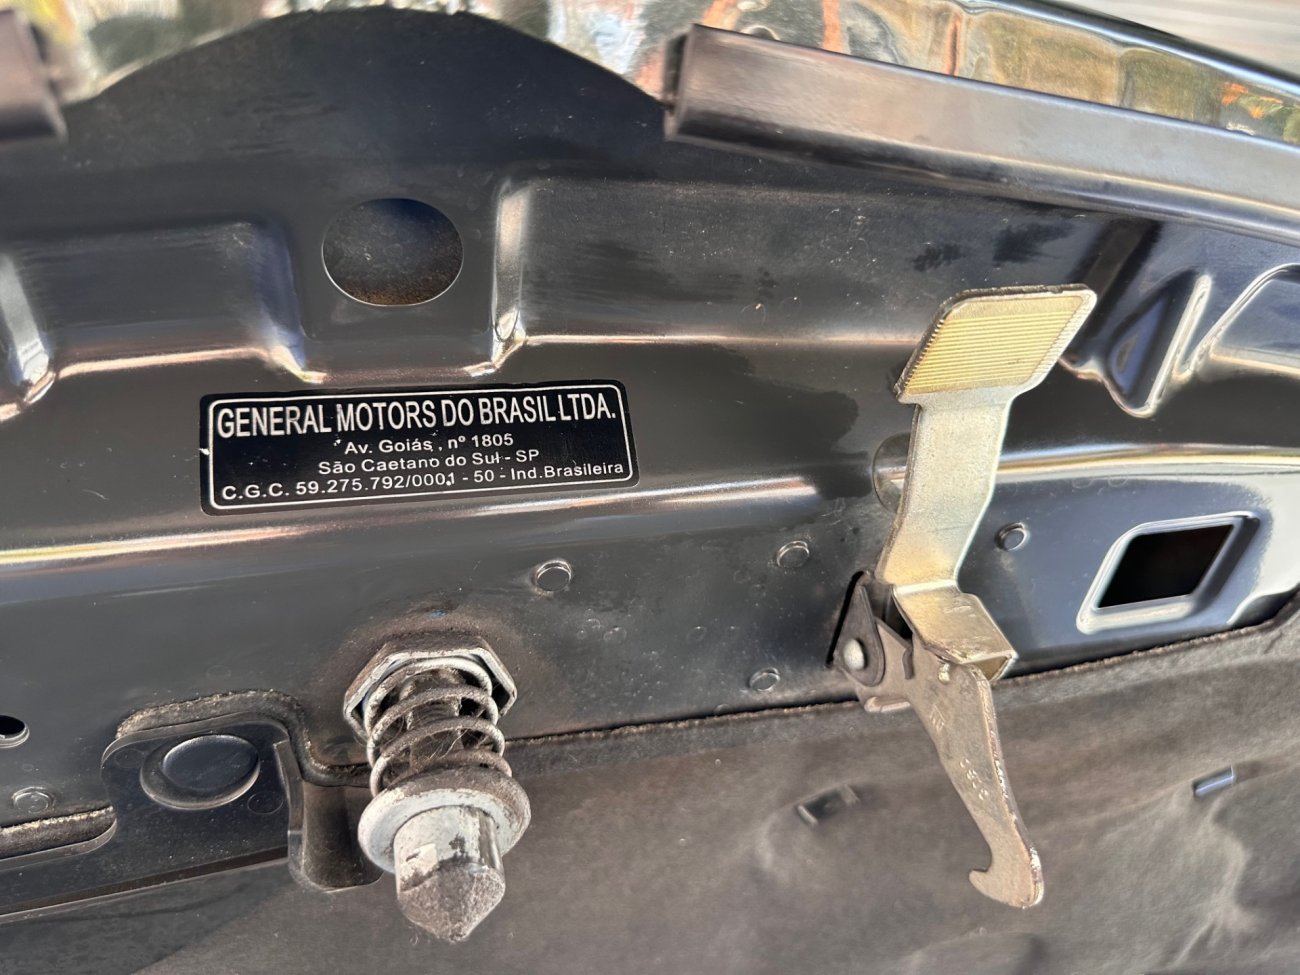 GENERAL MOTORS DO BRASIL LTDA.
Av. Goiás , nº 1805
São Caetano do Sul - SP
C.G.C. 59.275.792/0001 - 50 - Ind.Brasileira